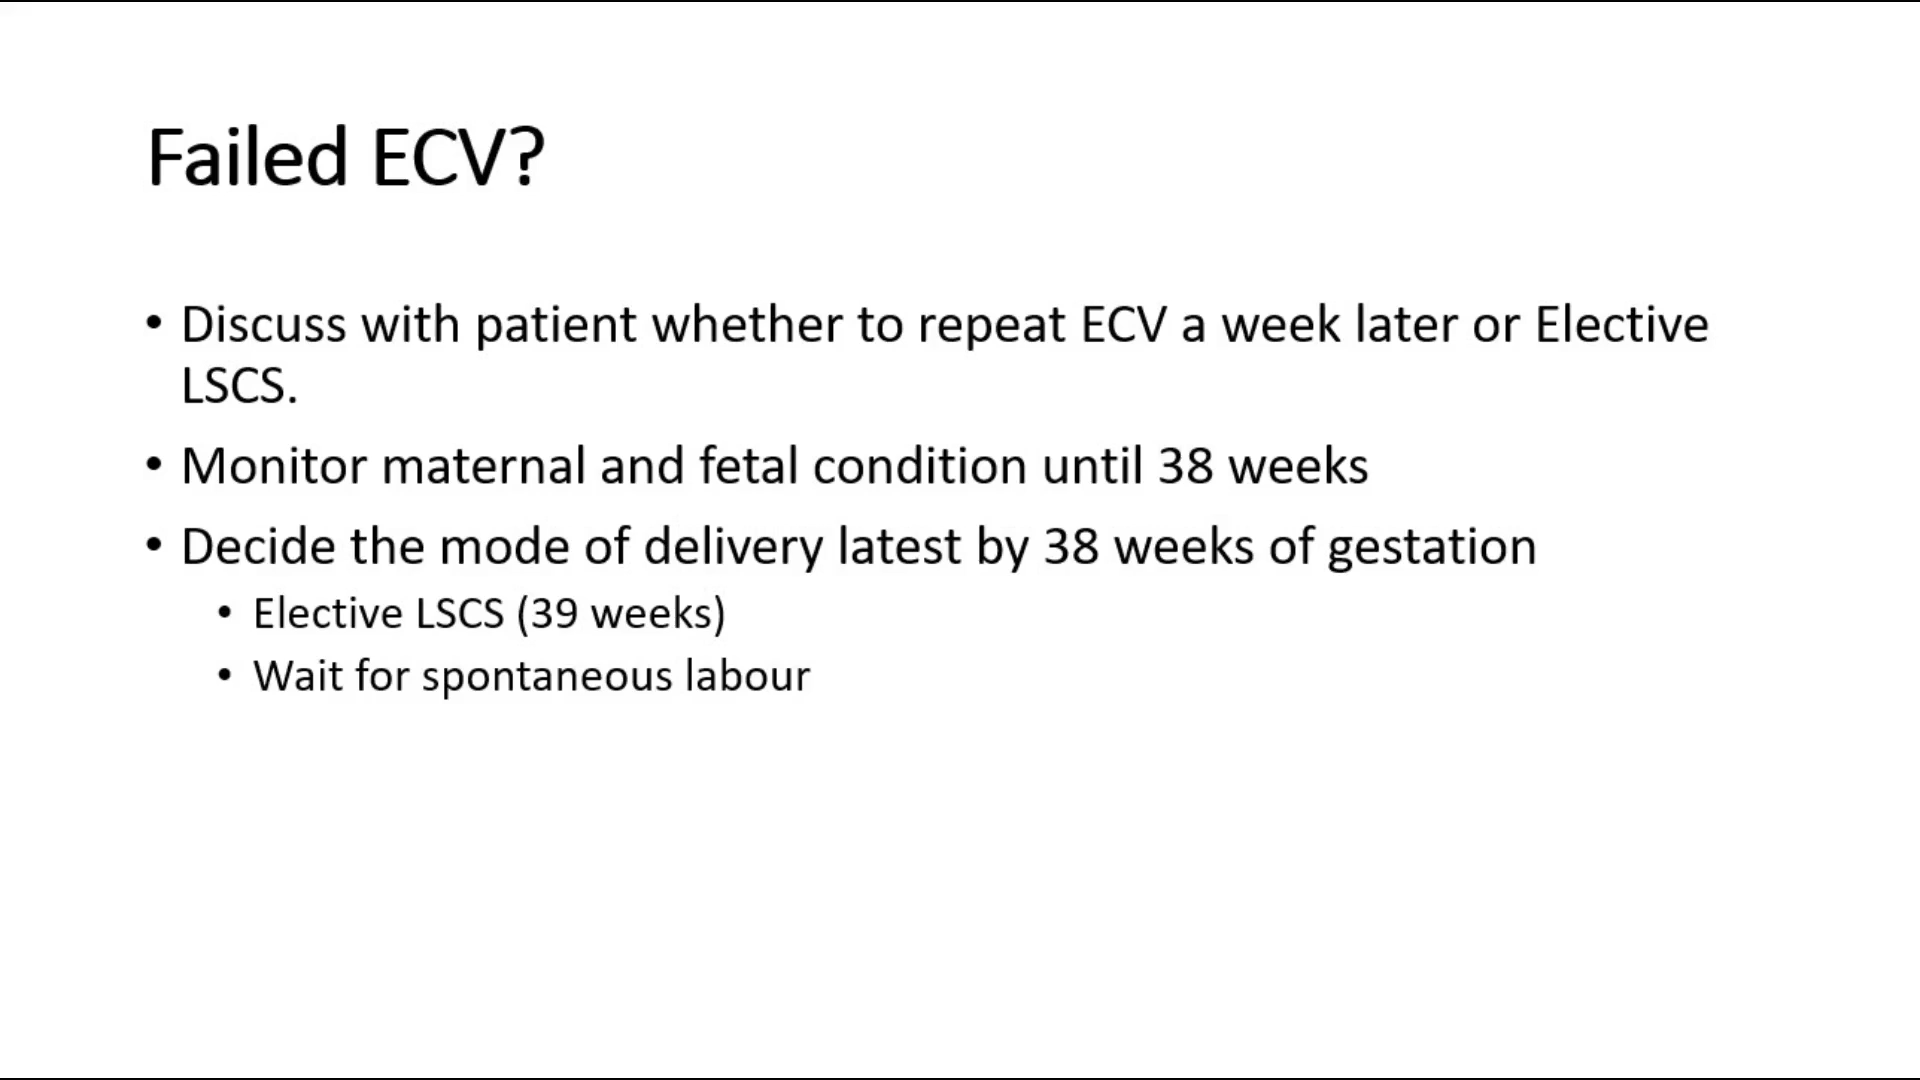 Failed ECV?
• Discuss with patient whether to repeat ECV a week later or Elective
LSCS.
• Monitor maternal and fetal condition until 38 weeks
• Decide the mode of delivery latest by 38 weeks of gestation
• Elective LSCS (39 weeks)
• Wait for spontaneous labour